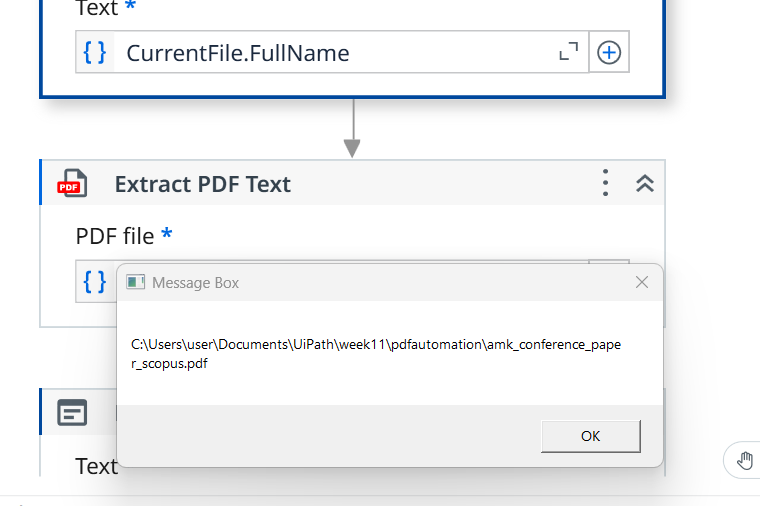 Text *
{ } CurrentFile.FullName
PDF Extract PDF Text
PDF file *
{ }
Message Box
C:\Users\user\Documents\UiPath\week11\pdfautomation\amk_conference_pape
r_scopus.pdf
OK
Text